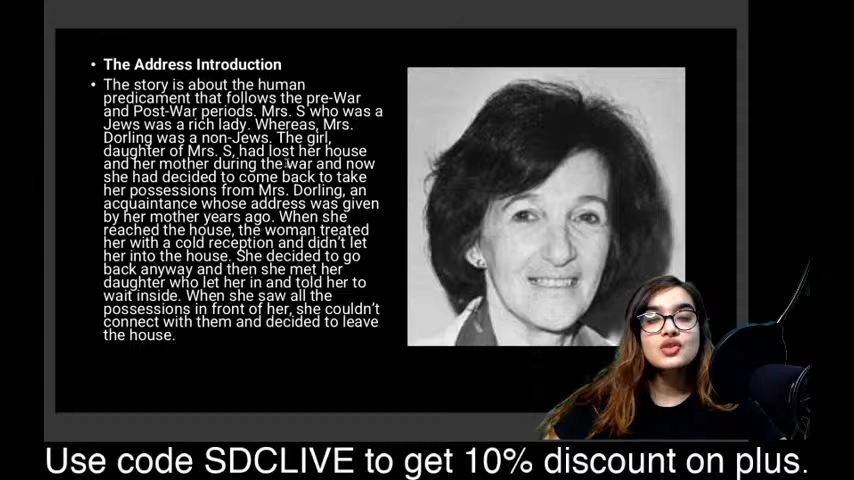 • The Address Introduction
• The story is about the human
predicament that follows the pre-War
and Post-War periods. Mrs. S who was a
Jews was a rich lady. Whereas, Mrs.
Dorling was a non-Jews. The girl,
daughter of Mrs. S, had lost her house
and her mother during the war and now
she had decided to come back to take
her possessions from Mrs. Dorling, an
acquaintance whose address was given
by her mother years ago. When she
reached the house, the woman treated
her with a cold reception and didn't let
her into the house. She decided to go
back anyway and then she met her
daughter who let her in and told her to
wait inside. When she saw all the
possessions in front of her, she couldn't
connect with them and decided to leave
the house.
Use code SDCLIVE to get 10% discount on plus.